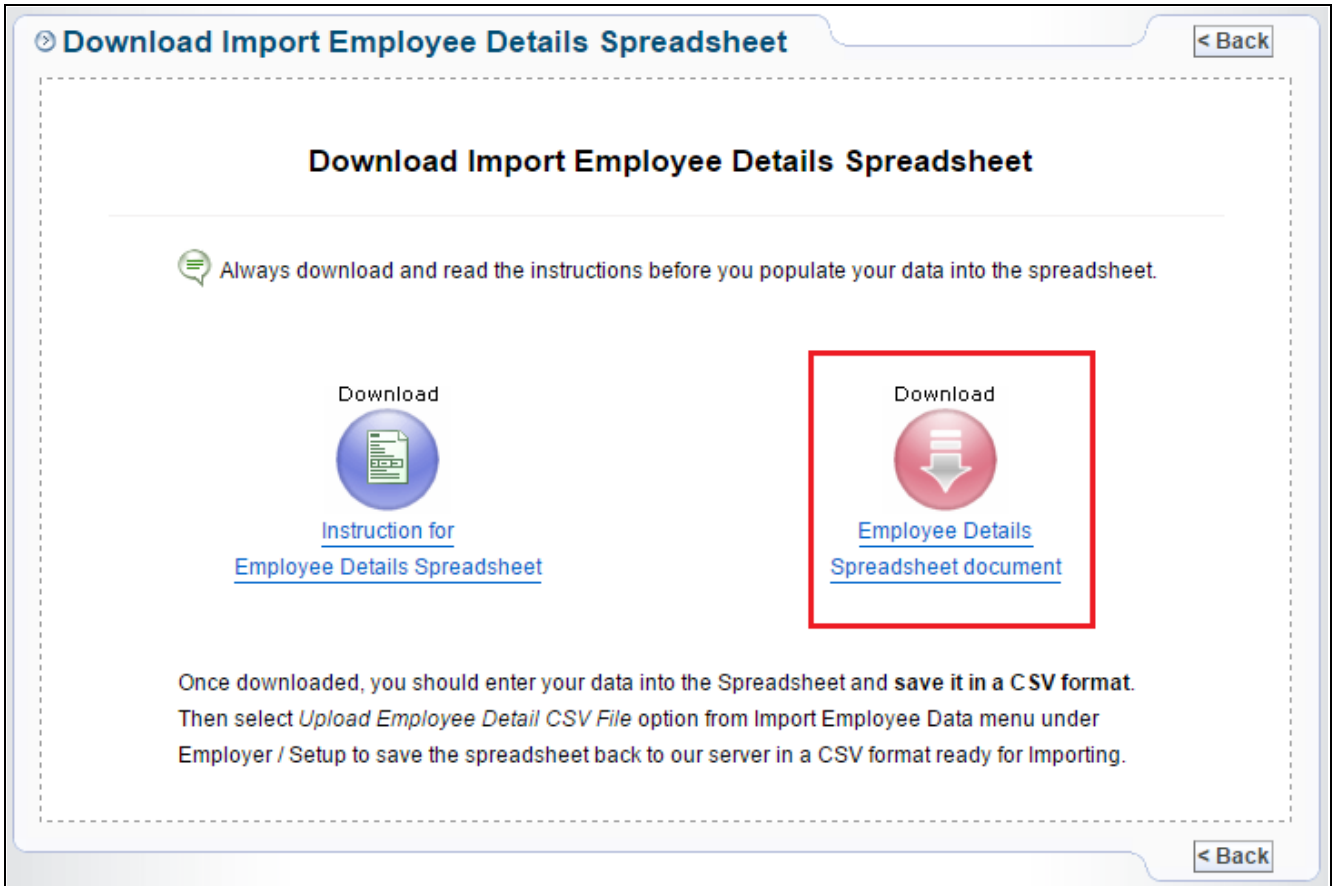 Download Import Employee Details Spreadsheet
< Back
Download Import Employee Details Spreadsheet
Always download and read the instructions before you populate your data into the spreadsheet.
Download
Instruction for
Employee Details Spreadsheet
Download
Employee Details
Spreadsheet document
Once downloaded, you should enter your data into the Spreadsheet and save it in a CSV format.
Then select Upload Employee Detail CSV File option from Import Employee Data menu under
Employer / Setup to save the spreadsheet back to our server in a CSV format ready for Importing.
< Back